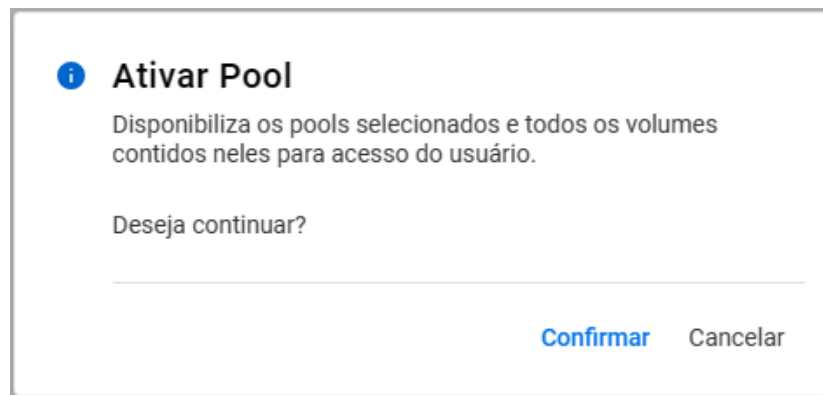 Ativar Pool
Disponibiliza os pools selecionados e todos os volumes
contidos neles para acesso do usuário.
Deseja continuar?
Confirmar Cancelar